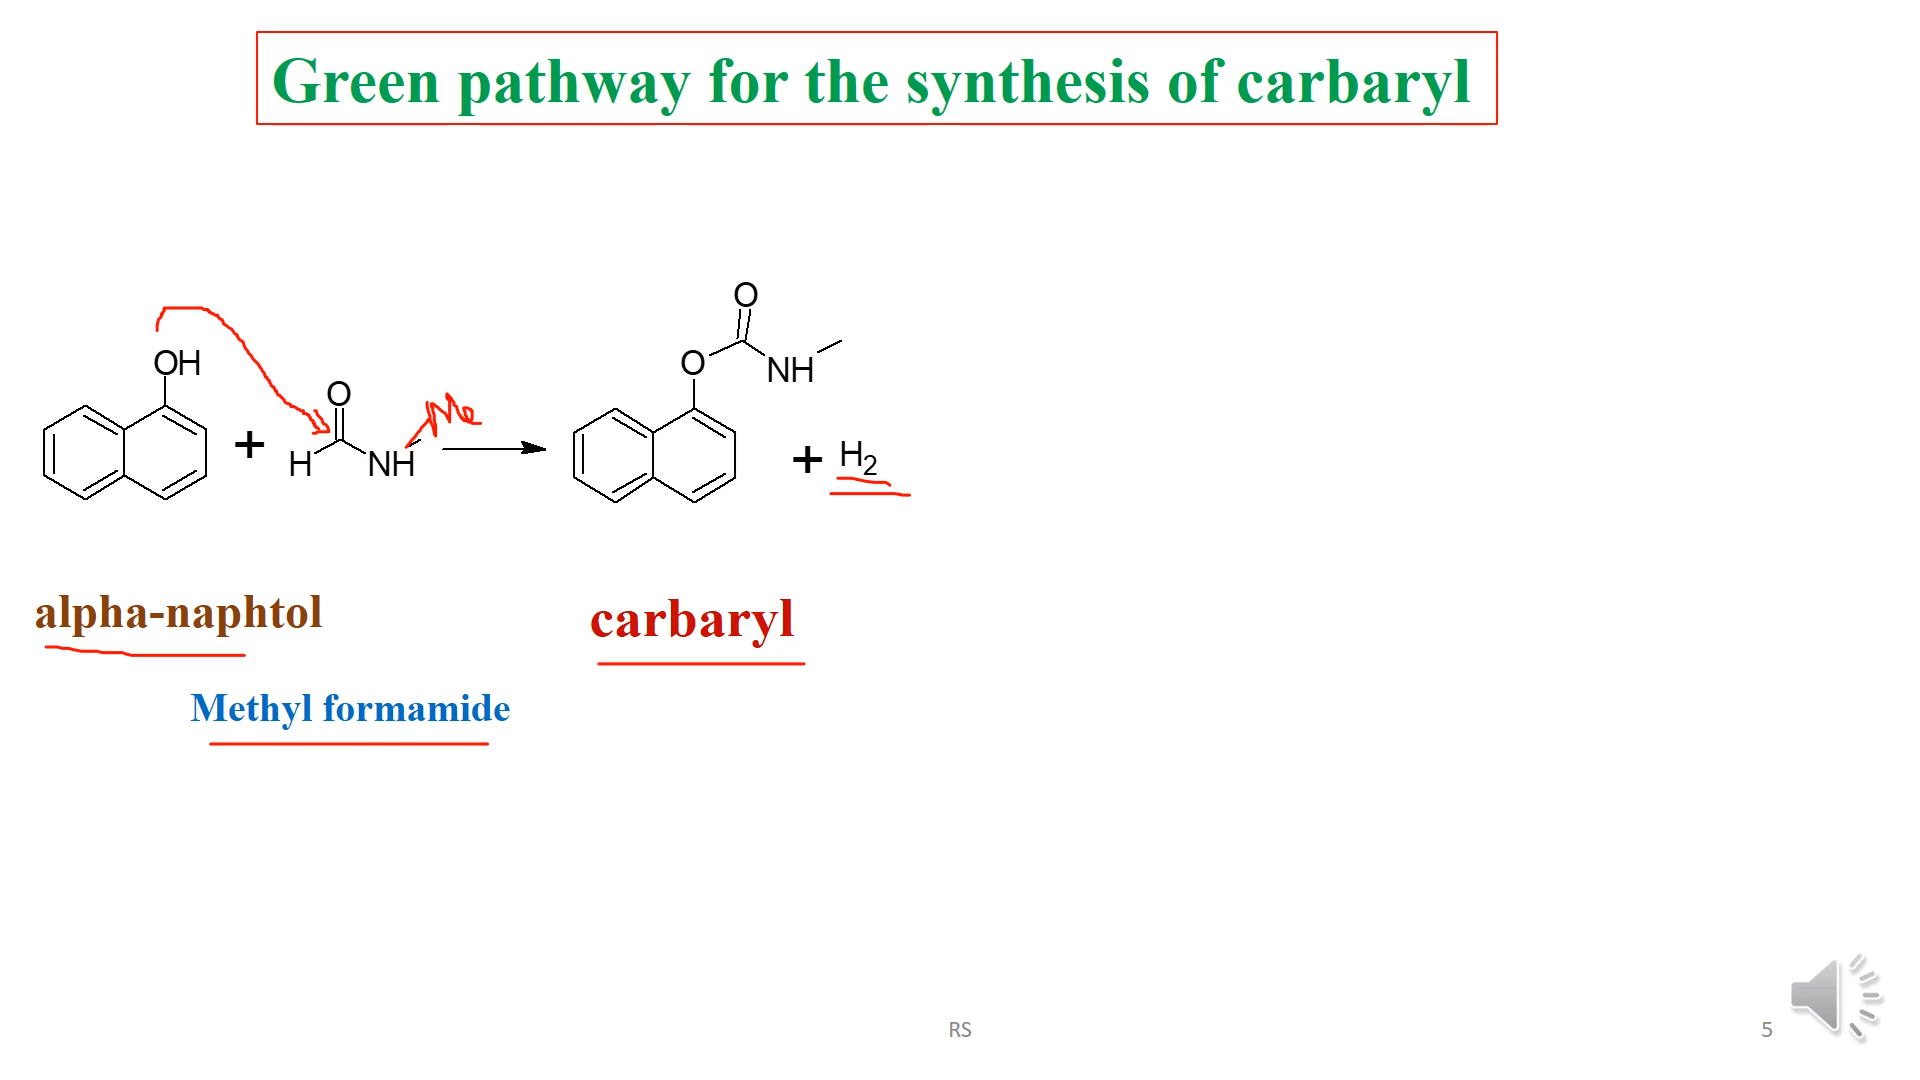 Green pathway for the synthesis of carbaryl
O
OH
O
O
NH
O
Me
+
H
NH
+ H2
alpha-naphtol
carbaryl
Methyl formamide
RS
5